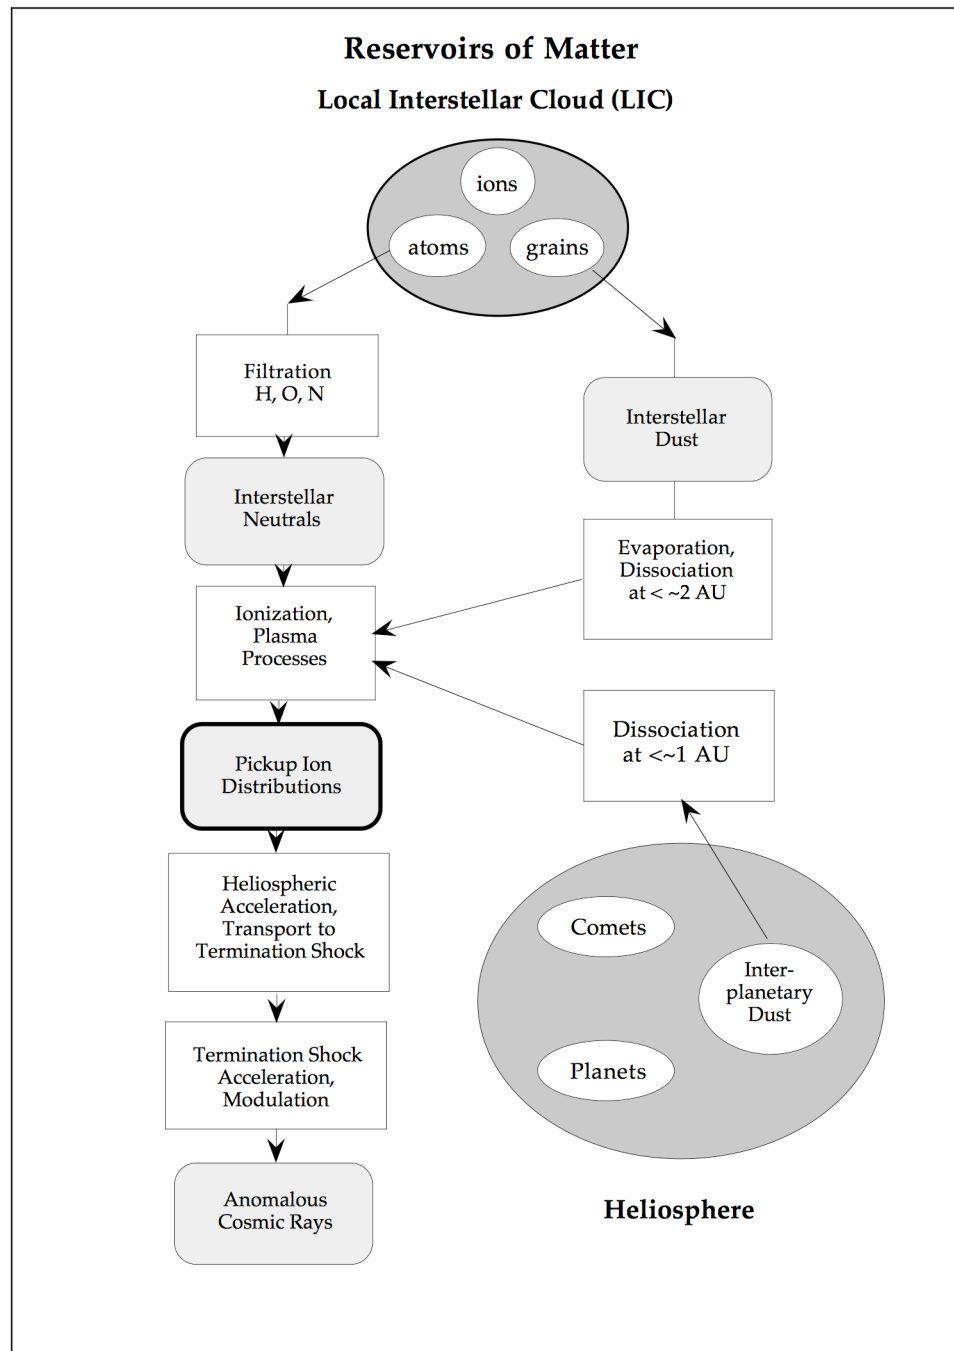 Reservoirs of Matter
Local Interstellar Cloud (LIC)
ions
atoms
grains
Filtration
H, O, N
Interstellar
Dust
Interstellar
Neutrals
Evaporation,
Dissociation
at < ~2 AU
Ionization,
Plasma
Processes
Dissociation
at <~1 AU
Pickup Ion
Distributions
Heliospheric
Acceleration,
Transport to
Termination Shock
Comets
Inter-
planetary
Dust
Planets
Termination Shock
Acceleration,
Modulation
Anomalous
Cosmic Rays
Heliosphere